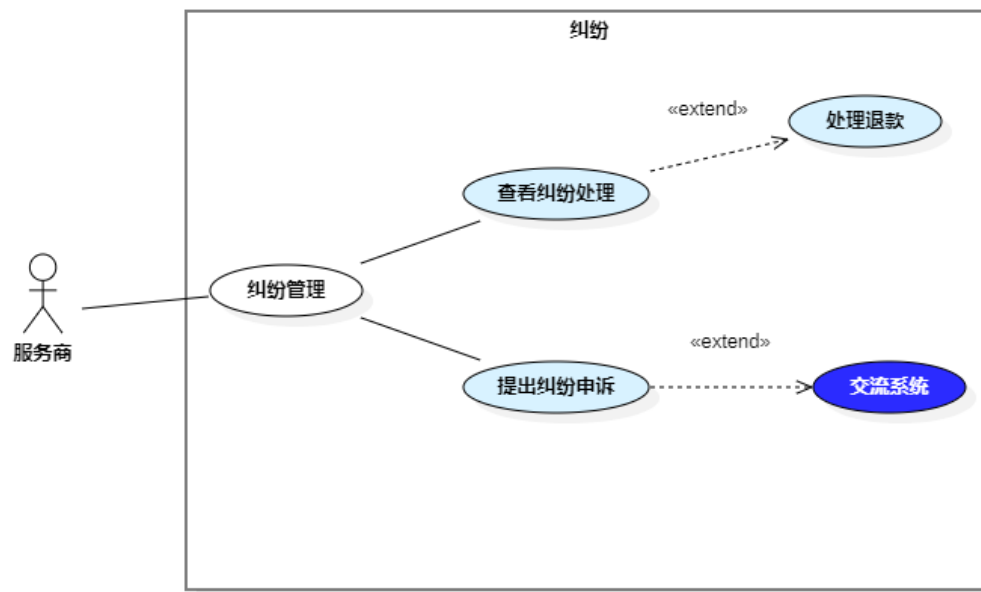 纠纷
«extend»
处理退款
查看纠纷处理
纠纷管理
服务商
«extend»
提出纠纷申诉
交流系统